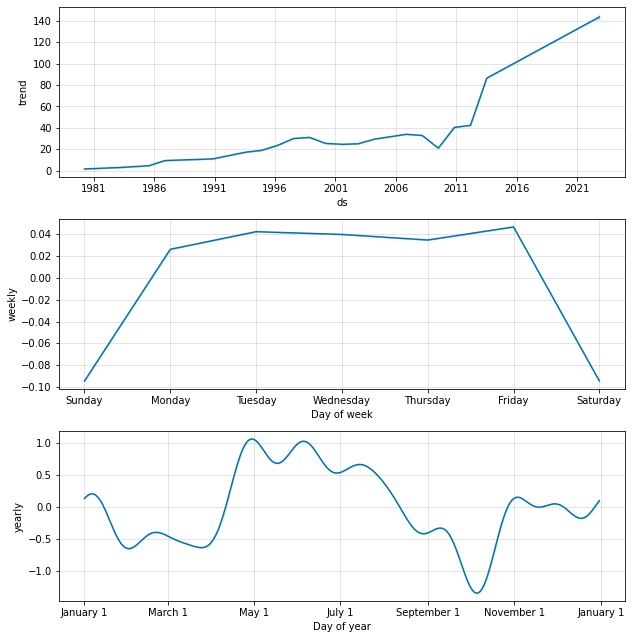 140
120
100
80
60
40
20
0
trend
1981 1986 1991 1996 2001 2006 2011 2016 2021
ds
0.04
0.02
0.00
−0.02
−0.04
−0.06
−0.08
−0.10
weekly
Sunday Monday Tuesday Wednesday Thursday Friday Saturday
Day of week
1.0
0.5
0.0
−0.5
−1.0
yearly
January 1 March 1 May 1 July 1 September 1 November 1 January 1
Day of year